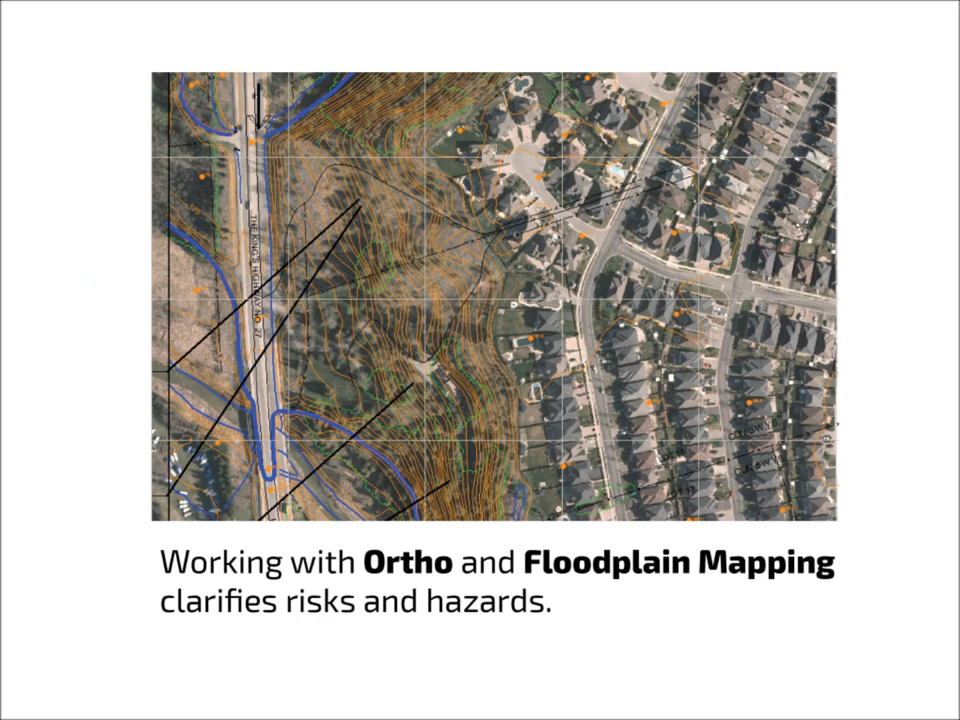 THE KING'S HIGHWAY NO. 27
Working with Ortho and Floodplain Mapping
clarifies risks and hazards.